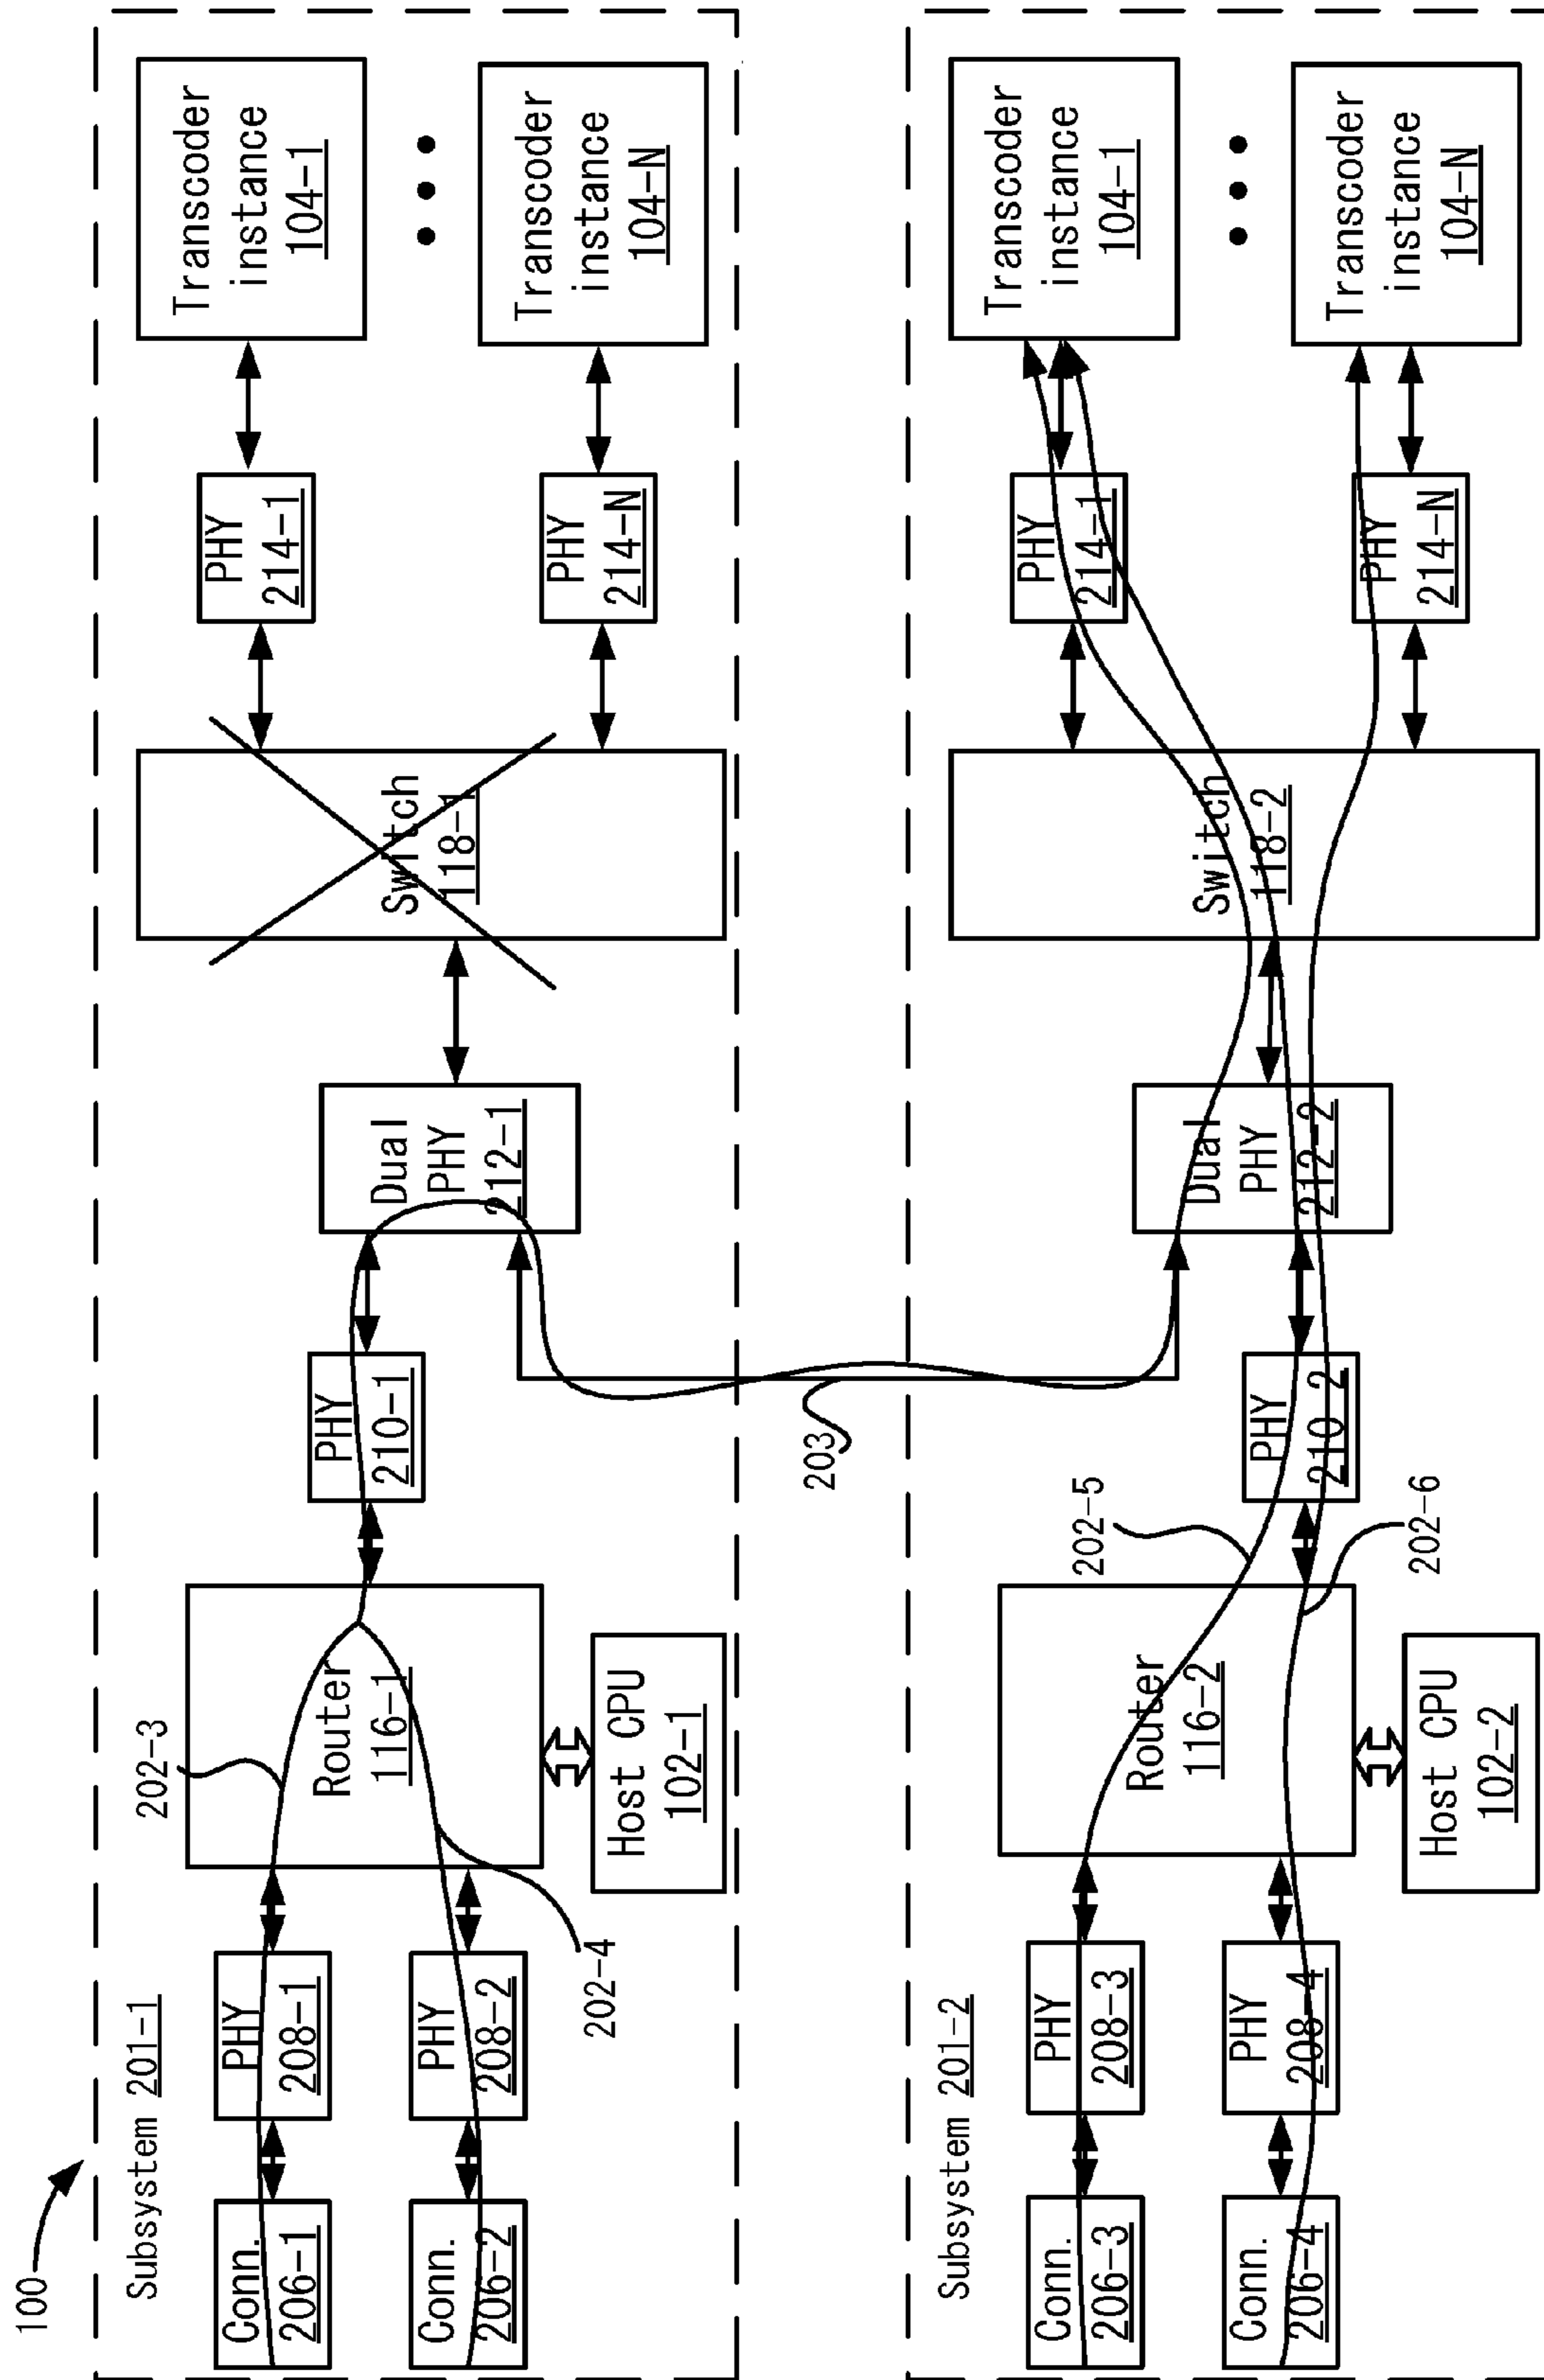 100
Subsystem 201-1
Conn.
206-1
PHY
208-1
202-3
Router
116-1
PHY
210-1
Dual
PHY
212-1
Switch
118-1
PHY
214-1
Transcoder
instance
104-1
Conn.
206-2
PHY
208-2
202-4
Host CPU
102-1
PHY
214-N
Transcoder
instance
104-N
203
Subsystem 201-2
Conn.
206-3
PHY
208-3
Router
116-2
202-5
PHY
210-2
Dual
PHY
212-2
Switch
118-2
PHY
214-1
Transcoder
instance
104-1
Conn.
206-4
PHY
208-4
Host CPU
102-2
202-6
PHY
214-N
Transcoder
instance
104-N